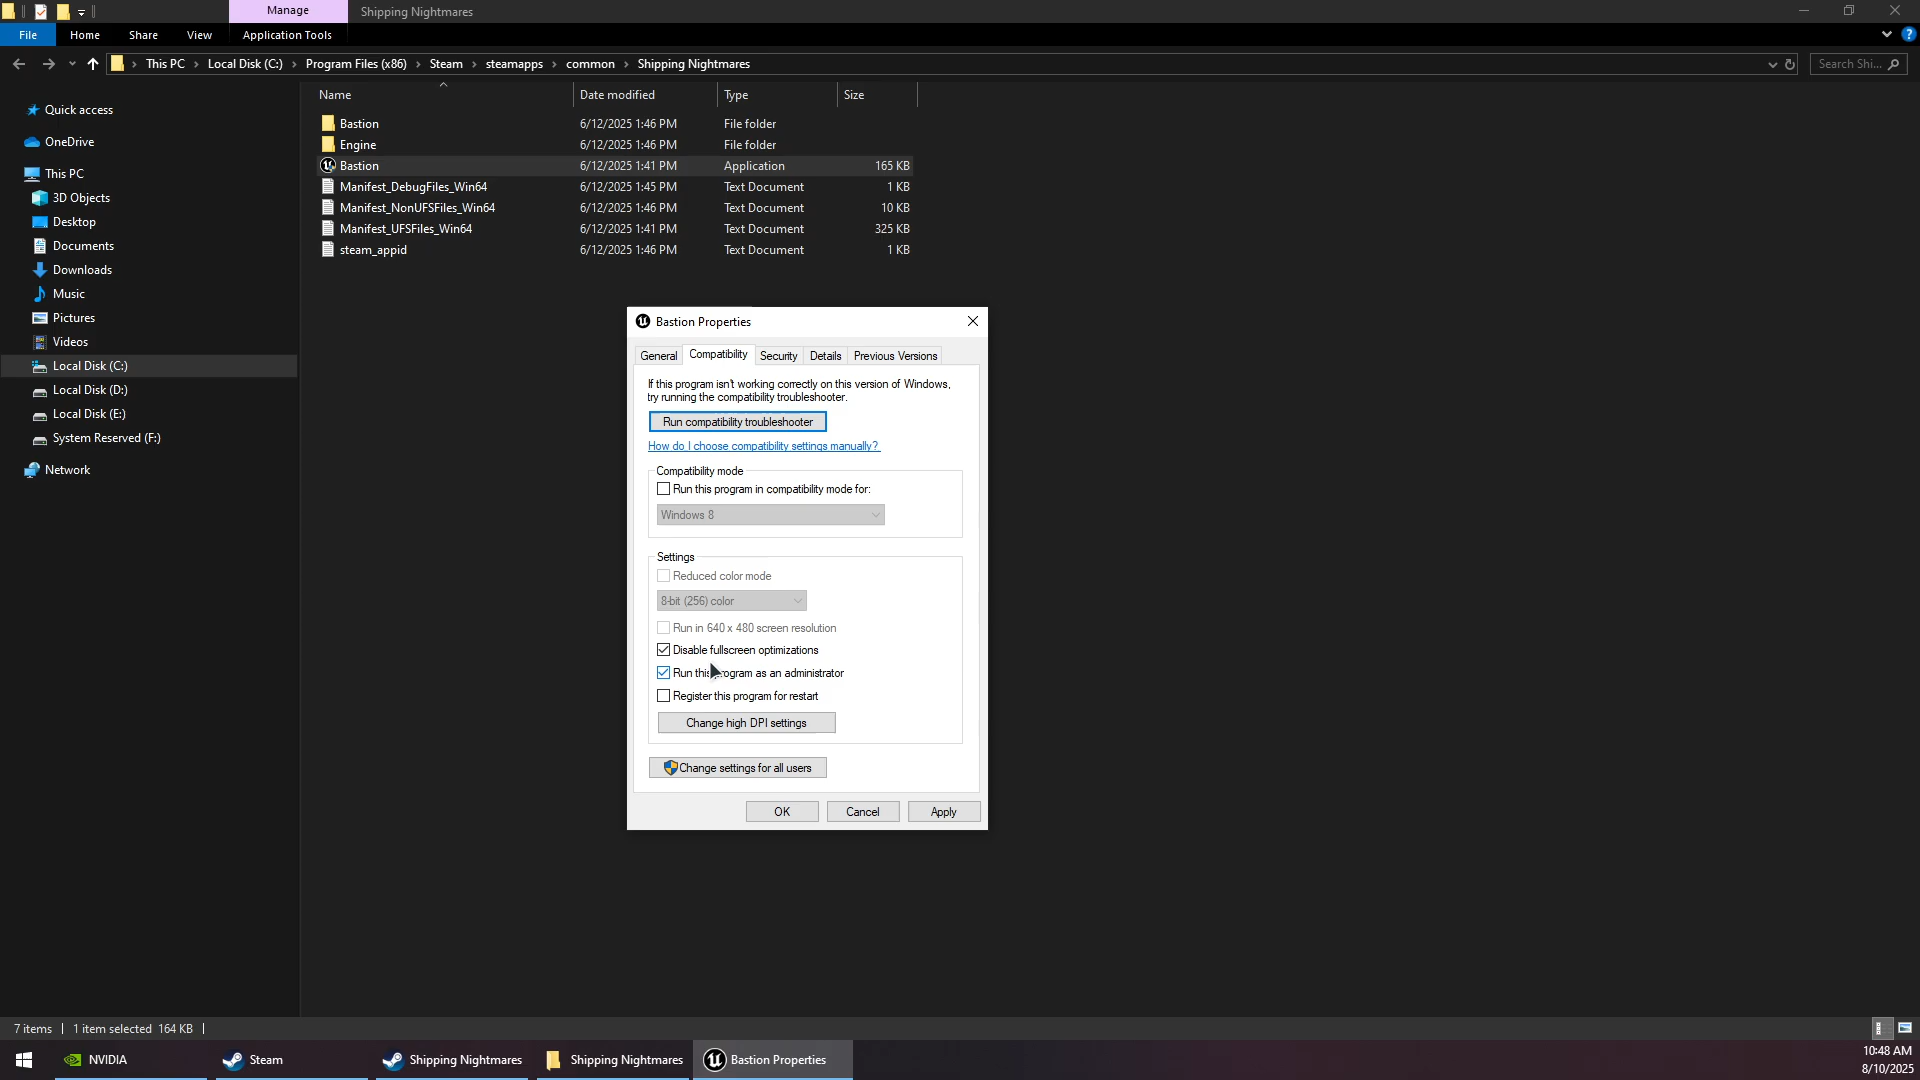 Manage
Shipping Nightmares
File
Home
Share
View
Application Tools
This PC
Local Disk (C:)
Program Files (x86)
Steam
steamapps
common
Shipping Nightmares
Search Shi...
Name
Date modified
Type
Size
Bastion 6/12/2025 1:46 PM File folder
Engine 6/12/2025 1:46 PM File folder
Bastion 6/12/2025 1:41 PM Application 165 KB
Manifest_DebugFiles_Win64 6/12/2025 1:45 PM Text Document 1 KB
Manifest_NonUFSFiles_Win64 6/12/2025 1:46 PM Text Document 10 KB
Manifest_UFSFiles_Win64 6/12/2025 1:41 PM Text Document 325 KB
steam_appid 6/12/2025 1:46 PM Text Document 1 KB
Quick access
OneDrive
This PC
3D Objects
Desktop
Documents
Downloads
Music
Pictures
Videos
Local Disk (C:)
Local Disk (D:)
Local Disk (E:)
System Reserved (F:)
Network
Bastion Properties
General
Compatibility
Security
Details
Previous Versions
If this program isn't working correctly on this version of Windows,
try running the compatibility troubleshooter.
Run compatibility troubleshooter
How do I choose compatibility settings manually?
Compatibility mode
Run this program in compatibility mode for:
Windows 8
Settings
Reduced color mode
8-bit (256) color
Run in 640 x 480 screen resolution
Disable fullscreen optimizations
Run this program as an administrator
Register this program for restart
Change high DPI settings
Change settings for all users
OK
Cancel
Apply
7 items
1 item selected 164 KB
NVIDIA
Steam
Shipping Nightmares
Shipping Nightmares
Bastion Properties
10:48 AM
8/10/2025